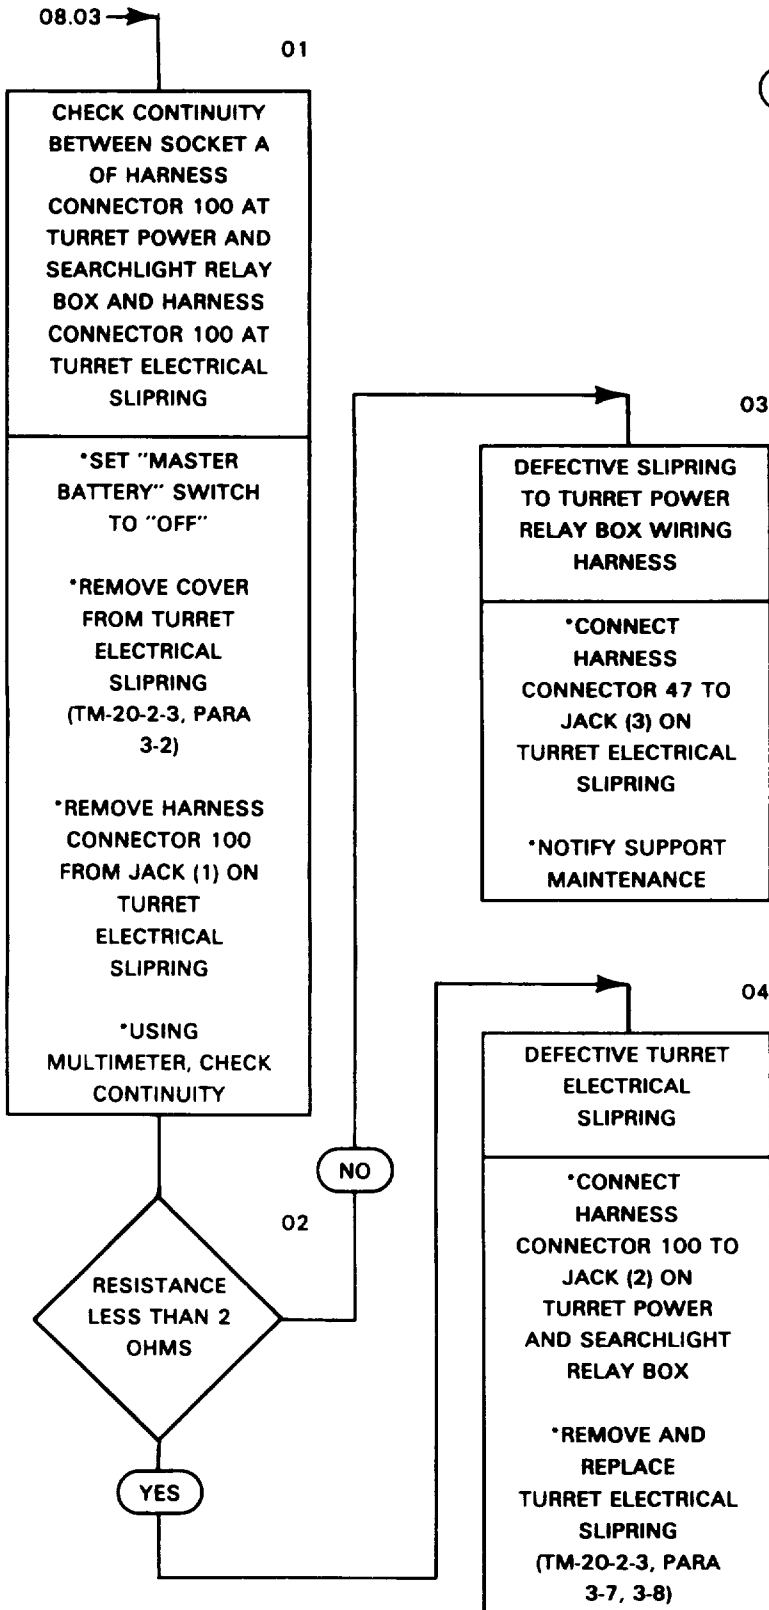 08.03
01
CHECK CONTINUITY
BETWEEN SOCKET A
OF HARNESS
CONNECTOR 100 AT
TURRET POWER AND
SEARCHLIGHT RELAY
BOX AND HARNESS
CONNECTOR 100 AT
TURRET ELECTRICAL
SLIPRING
*SET "MASTER
BATTERY" SWITCH
TO "OFF"
*REMOVE COVER
FROM TURRET
ELECTRICAL
SLIPRING
(TM-20-2-3, PARA
3-2)
*REMOVE HARNESS
CONNECTOR 100
FROM JACK (1) ON
TURRET
ELECTRICAL
SLIPRING
*USING
MULTIMETER, CHECK
CONTINUITY
02
RESISTANCE
LESS THAN 2
OHMS
NO
YES
03
DEFECTIVE SLIPRING
TO TURRET POWER
RELAY BOX WIRING
HARNESS
*CONNECT
HARNESS
CONNECTOR 47 TO
JACK (3) ON
TURRET ELECTRICAL
SLIPRING
*NOTIFY SUPPORT
MAINTENANCE
04
DEFECTIVE TURRET
ELECTRICAL
SLIPRING
*CONNECT
HARNESS
CONNECTOR 100 TO
JACK (2) ON
TURRET POWER
AND SEARCHLIGHT
RELAY BOX
*REMOVE AND
REPLACE
TURRET ELECTRICAL
SLIPRING
(TM-20-2-3, PARA
3-7, 3-8)